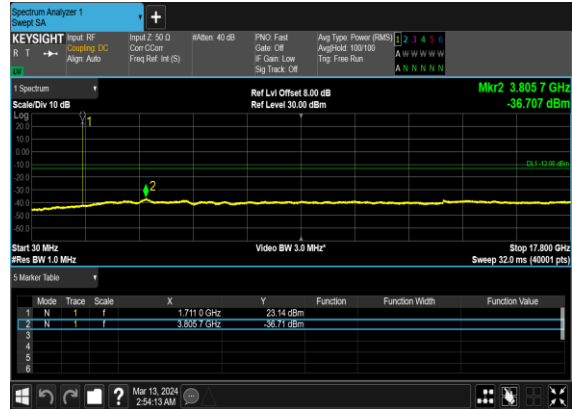 Spectrum Analyzer 1
Swept SA
+
KEYSIGHT Input: RF Input Z: 50 Ω #Atten: 40 dB PNO: Fast Avg Type: Power (RMS) 1 2 3 4 5 6
R T Coupling: DC Corr CCorr Gate: Off Avg|Hold: 100/100 A W W W W W
Align: Auto Freq Ref: Int (S) IF Gain: Low Trig: Free Run
Sig Track: Off A N N N N N
1 Spectrum Ref Lvl Offset 8.00 dB Mkr2 3.805 7 GHz
Scale/Div 10 dB Ref Level 30.00 dBm -36.707 dBm
Log
1
20.0
10.0
0.00
-10.0
DL1 -13.00 dBm
-20.0
-30.0
2
-40.0
-50.0
-60.0
Start 30 MHz Video BW 3.0 MHz* Stop 17.800 GHz
#Res BW 1.0 MHz Sweep 32.0 ms (40001 pts)
5 Marker Table
Mode Trace Scale X Y Function Function Width Function Value
1 N 1 f 1.711 0 GHz 23.14 dBm
2 N 1 f 3.805 7 GHz -36.71 dBm
3
4
5
6
? Mar 13, 2024
2:54:13 AM